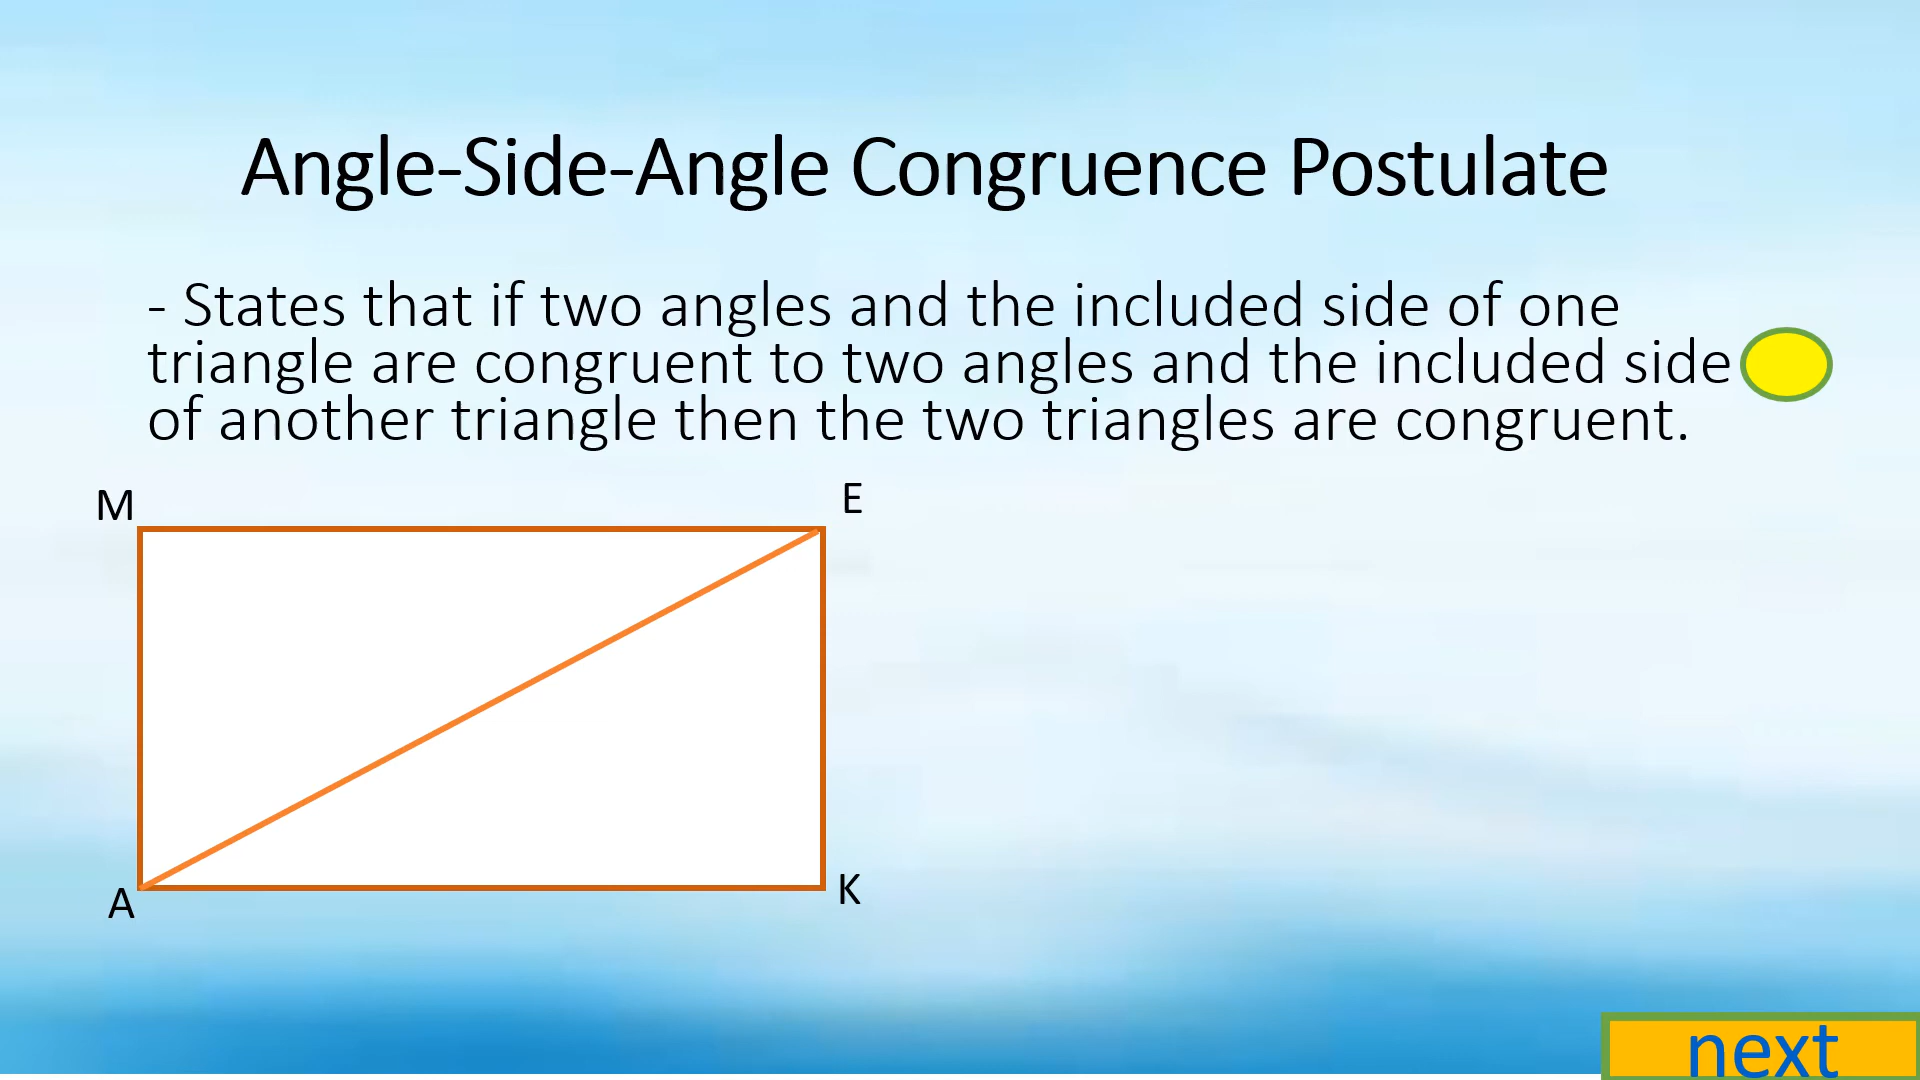 Angle-Side-Angle Congruence Postulate
- States that if two angles and the included side of one
triangle are congruent to two angles and the included side
of another triangle then the two triangles are congruent.
M
E
A
K
next